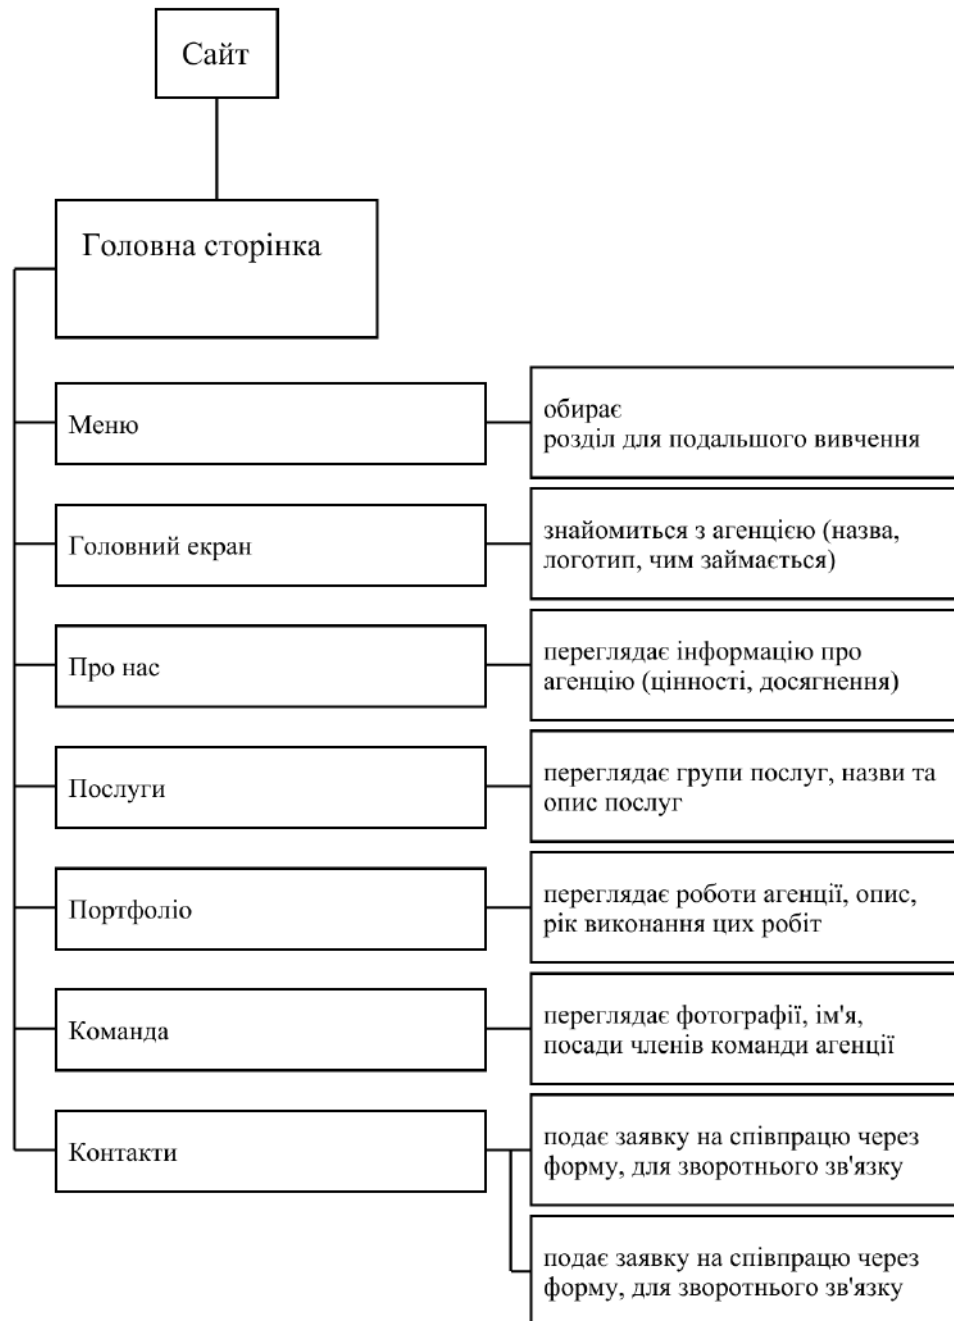 Сайт
Головна сторінка
Меню
обирає
розділ для подальшого вивчення
Головний екран
знайомиться з агенцією (назва,
логотип, чим займається)
Про нас
переглядає інформацію про
агенцію (цінності, досягнення)
Послуги
переглядає групи послуг, назви та
опис послуг
Портфоліо
переглядає роботи агенції, опис,
рік виконання цих робіт
Команда
переглядає фотографії, ім'я,
посади членів команди агенції
Контакти
подає заявку на співпрацю через
форму, для зворотнього зв'язку
подає заявку на співпрацю через
форму, для зворотнього зв'язку